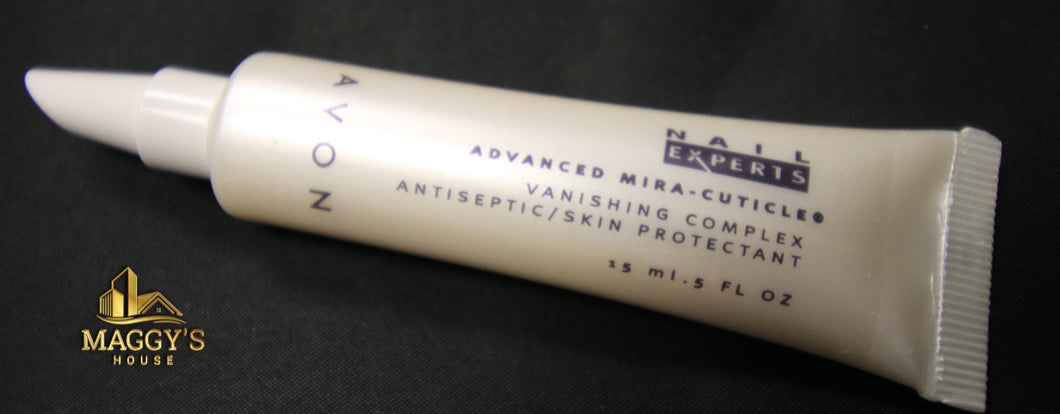 AVON
NAIL
EXPERTS
ADVANCED MIRA-CUTICLE®
VANISHING COMPLEX
ANTISEPTIC/SKIN PROTECTANT
15 ml .5 FL OZ
MAGGY'S
HOUSE